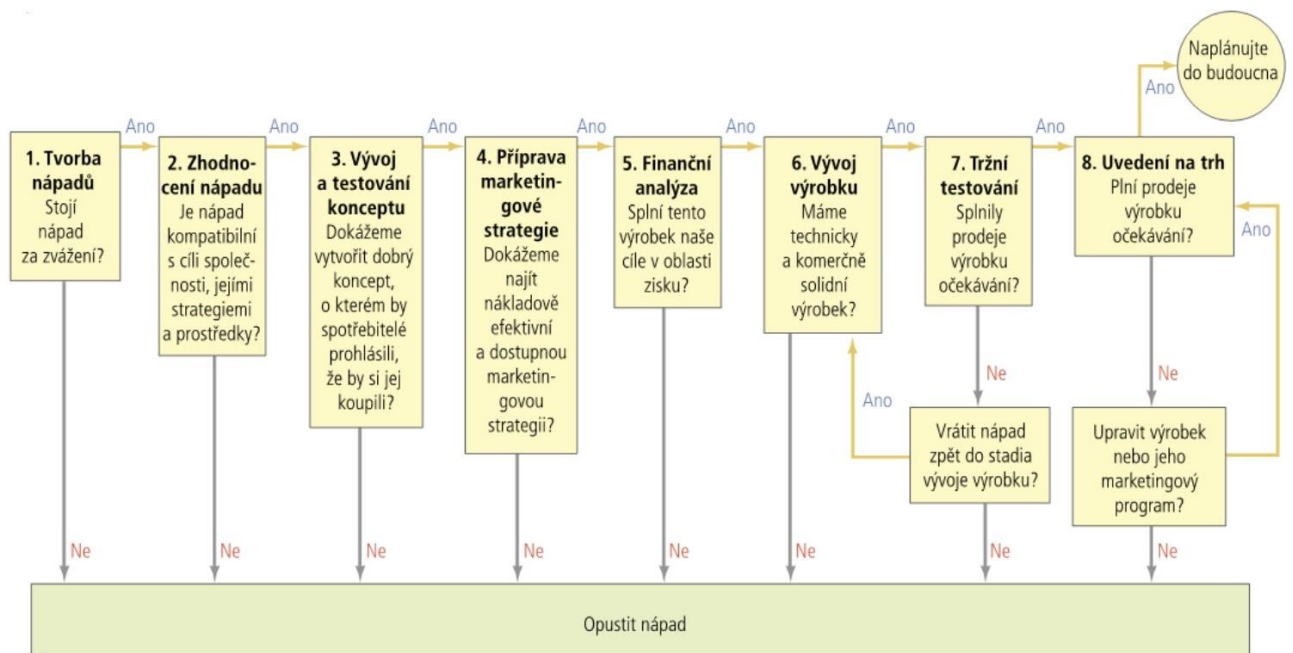 Naplánujte
do budoucna
Ano
Ano
Ano
Ano
Ano
Ano
Ano
Ano
1. Tvorba
nápadů
Stojí
nápad
za zvážení?
2. Zhodno-
cení nápadu
Je nápad
kompatibilní
s cíli společ-
nosti, jejími
strategiemi
a prostředky?
3. Vývoj
a testování
konceptu
Dokážeme
vytvořit dobrý
koncept,
o kterém by
spotřebitelé
prohlásili,
že by si jej
koupili?
4. Příprava
marketin-
gové
strategie
Dokážeme
najít
nákladově
efektivní
a dostupnou
marketin-
govou
strategii?
5. Finanční
analýza
Splní tento
výrobek naše
cíle v oblasti
zisku?
6. Vývoj
výrobku
Máme
technicky
a komerčně
solidní
výrobek?
7. Tržní
testování
Splnily
prodeje
výrobku
očekávání?
8. Uvedení na trh
Plní prodeje
výrobku
očekávání?
Ano
Ne
Ne
Ano
Vrátit nápad
zpět do stadia
vývoje výrobku?
Upravit výrobek
nebo jeho
marketingový
program?
Ne
Ne
Ne
Ne
Ne
Ne
Ne
Ne
Opustit nápad